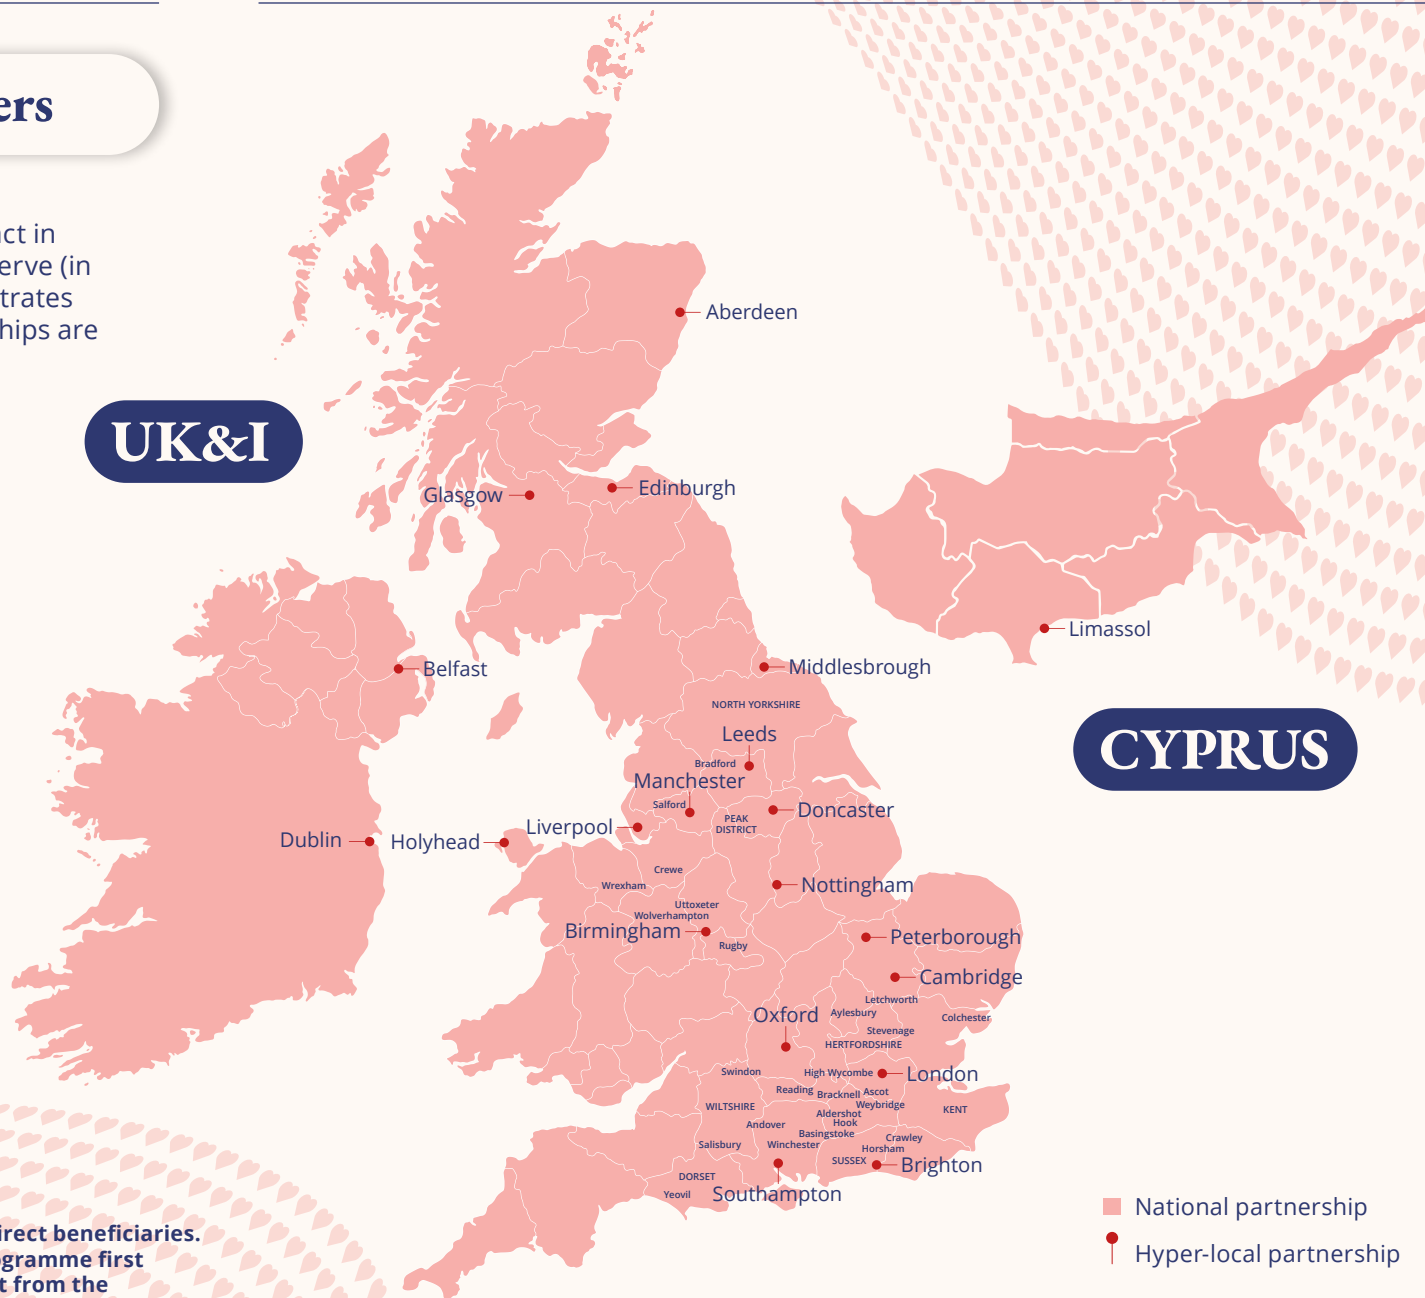 ers
act in
erve (in
trates
hips are
UK&I
Aberdeen
Glasgow
Edinburgh
Belfast
Limassol
Middlesbrough
NORTH YORKSHIRE
CYPRUS
Leeds
Bradford
Manchester
Salford
Doncaster
PEAK
DISTRICT
Liverpool
Dublin
Holyhead
Crewe
Wrexham
Nottingham
Uttoxeter
Wolverhampton
Birmingham
Peterborough
Rugby
Cambridge
Letchworth
Oxford
Aylesbury
Colchester
Stevenage
HERTFORDSHIRE
Swindon
High Wycombe
London
Reading
Bracknell
Ascot
Weybridge
WILTSHIRE
KENT
Aldershot
Hook
Andover
Basingstoke
Crawley
Salisbury
Winchester
Horsham
SUSSEX
Brighton
DORSET
Yeovil
Southampton
National partnership
Hyper-local partnership
irect beneficiaries.
gramme first
t from the